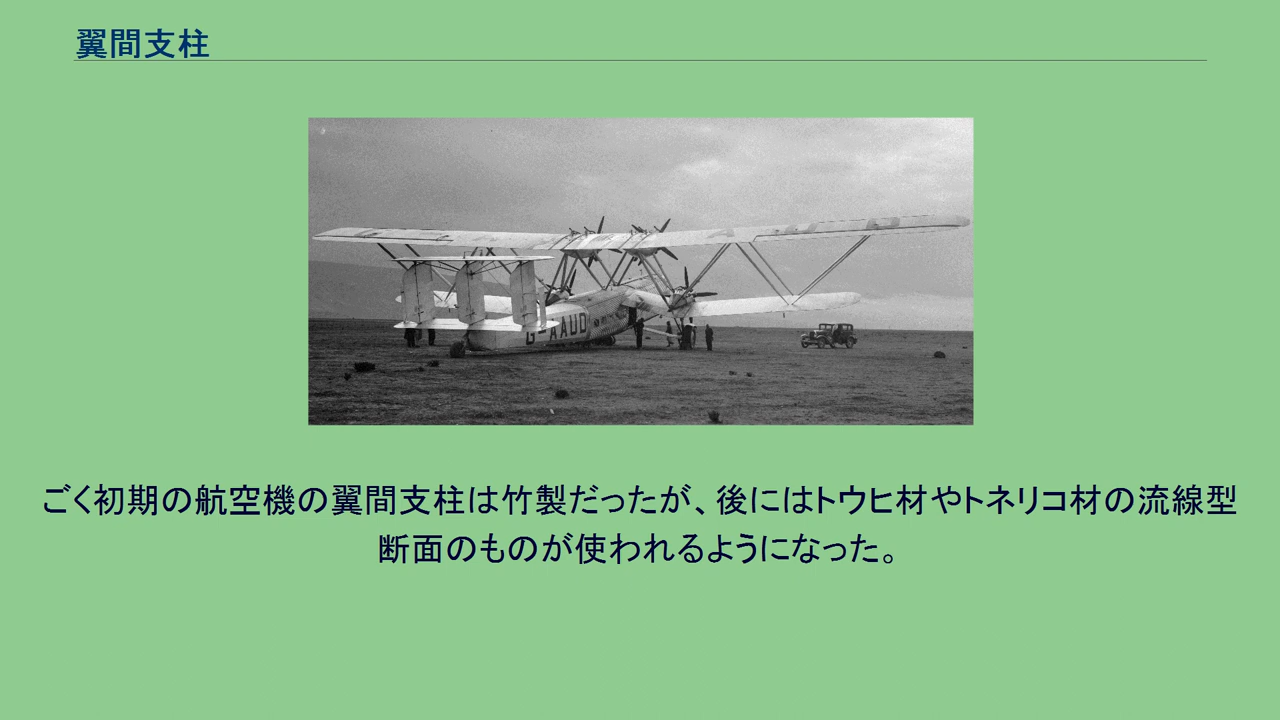 翼間支柱
G-AAUD
ごく初期の航空機の翼間支柱は竹製だったが、後にはトウヒ材やトネリコ材の流線型
断面のものが使われるようになった。